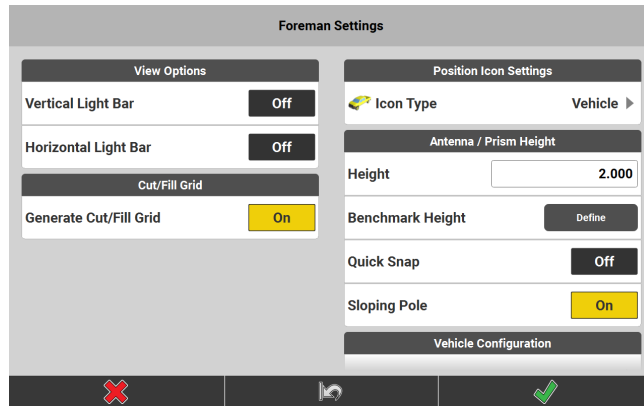 Foreman Settings
View Options
Vertical Light Bar Off
Horizontal Light Bar Off
Cut/Fill Grid
Generate Cut/Fill Grid On
Position Icon Settings
Icon Type Vehicle
Antenna / Prism Height
Height 2.000
Benchmark Height Define
Quick Snap Off
Sloping Pole On
Vehicle Configuration